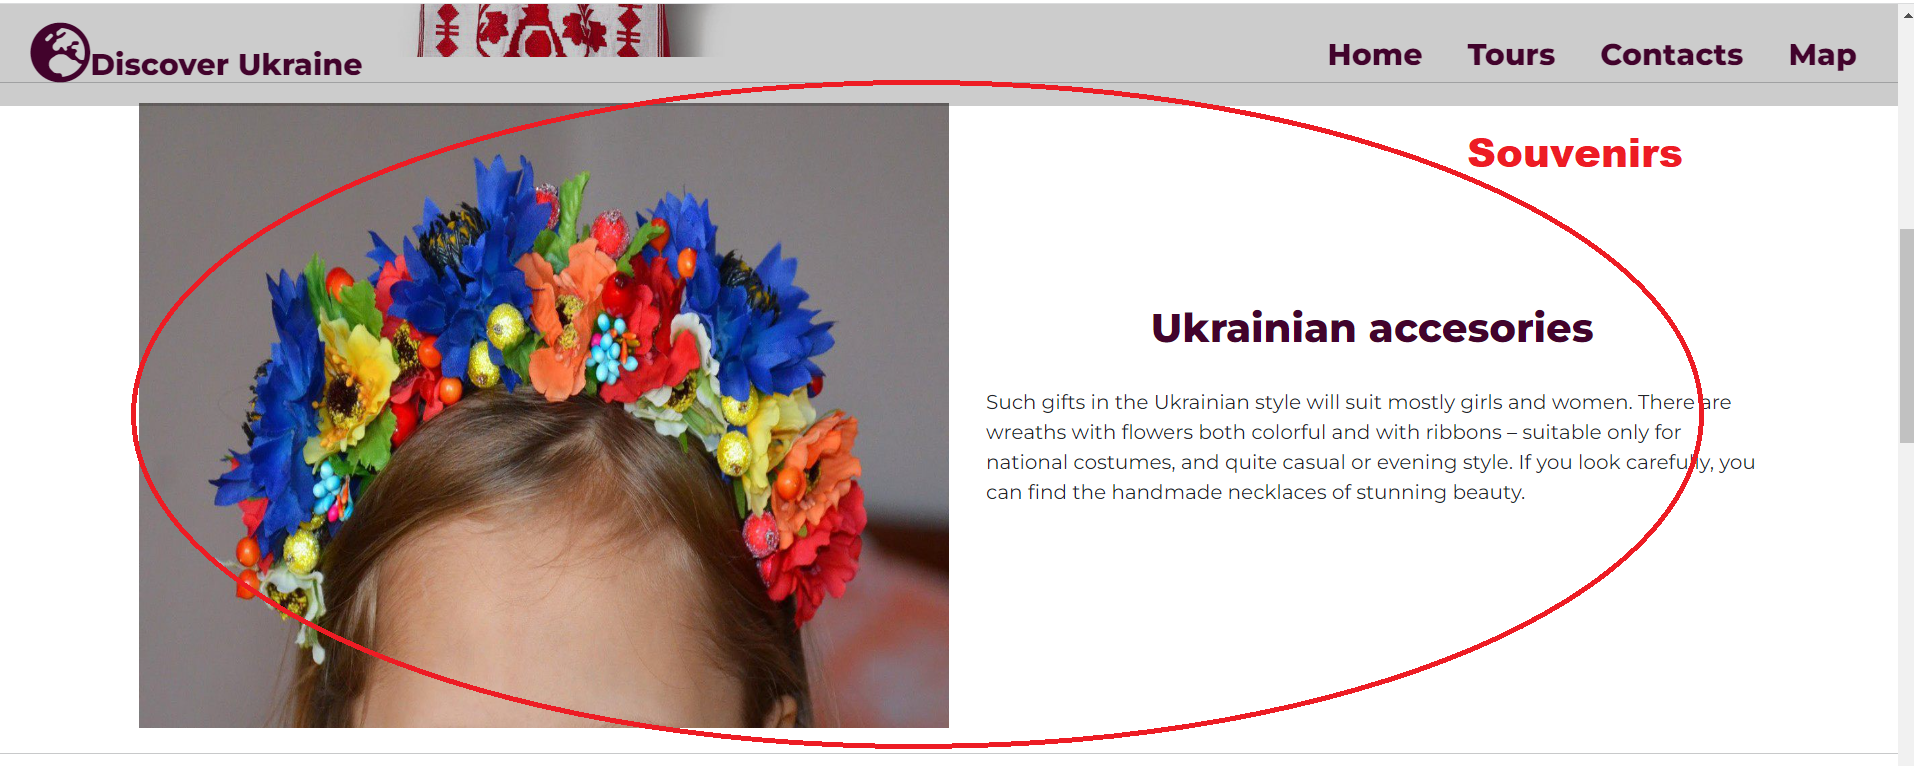 Discover Ukraine
Home Tours Contacts Map
Souvenirs
Ukrainian accesories
Such gifts in the Ukrainian style will suit mostly girls and women. There are
wreaths with flowers both colorful and with ribbons – suitable only for
national costumes, and quite casual or evening style. If you look carefully, you
can find the handmade necklaces of stunning beauty.